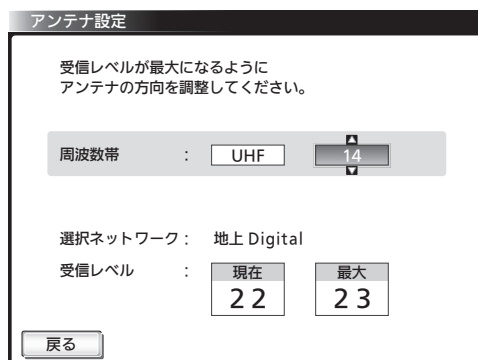 アンテナ設定
受信レベルが最大になるように
アンテナの方向を調整してください。
周波数帯 : UHF 14
選択ネットワーク : 地上 Digital
受信レベル : 現在 最大
22 23
戻る